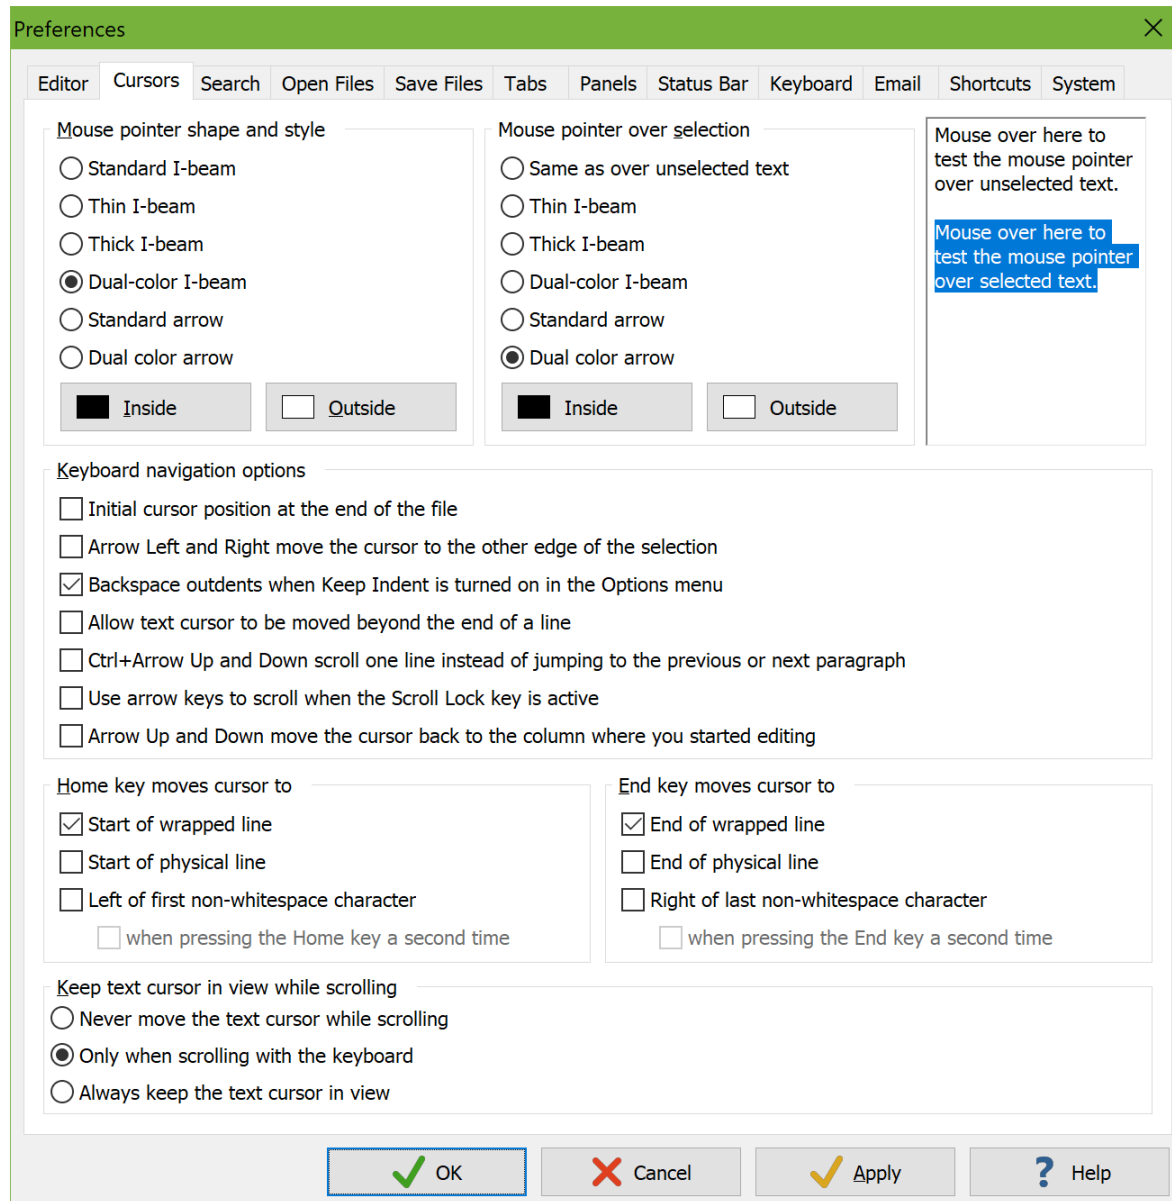 Preferences
Editor Cursors Search Open Files Save Files Tabs Panels Status Bar Keyboard Email Shortcuts System
Mouse pointer shape and style
Standard I-beam
Thin I-beam
Thick I-beam
Dual-color I-beam
Standard arrow
Dual color arrow
Inside Outside
Mouse pointer over selection
Same as over unselected text
Thin I-beam
Thick I-beam
Dual-color I-beam
Standard arrow
Dual color arrow
Inside Outside
Mouse over here to
test the mouse pointer
over unselected text.
Mouse over here to
test the mouse pointer
over selected text.
Keyboard navigation options
Initial cursor position at the end of the file
Arrow Left and Right move the cursor to the other edge of the selection
Backspace outdents when Keep Indent is turned on in the Options menu
Allow text cursor to be moved beyond the end of a line
Ctrl+Arrow Up and Down scroll one line instead of jumping to the previous or next paragraph
Use arrow keys to scroll when the Scroll Lock key is active
Arrow Up and Down move the cursor back to the column where you started editing
Home key moves cursor to
Start of wrapped line
Start of physical line
Left of first non-whitespace character
when pressing the Home key a second time
End key moves cursor to
End of wrapped line
End of physical line
Right of last non-whitespace character
when pressing the End key a second time
Keep text cursor in view while scrolling
Never move the text cursor while scrolling
Only when scrolling with the keyboard
Always keep the text cursor in view
OK Cancel Apply ? Help